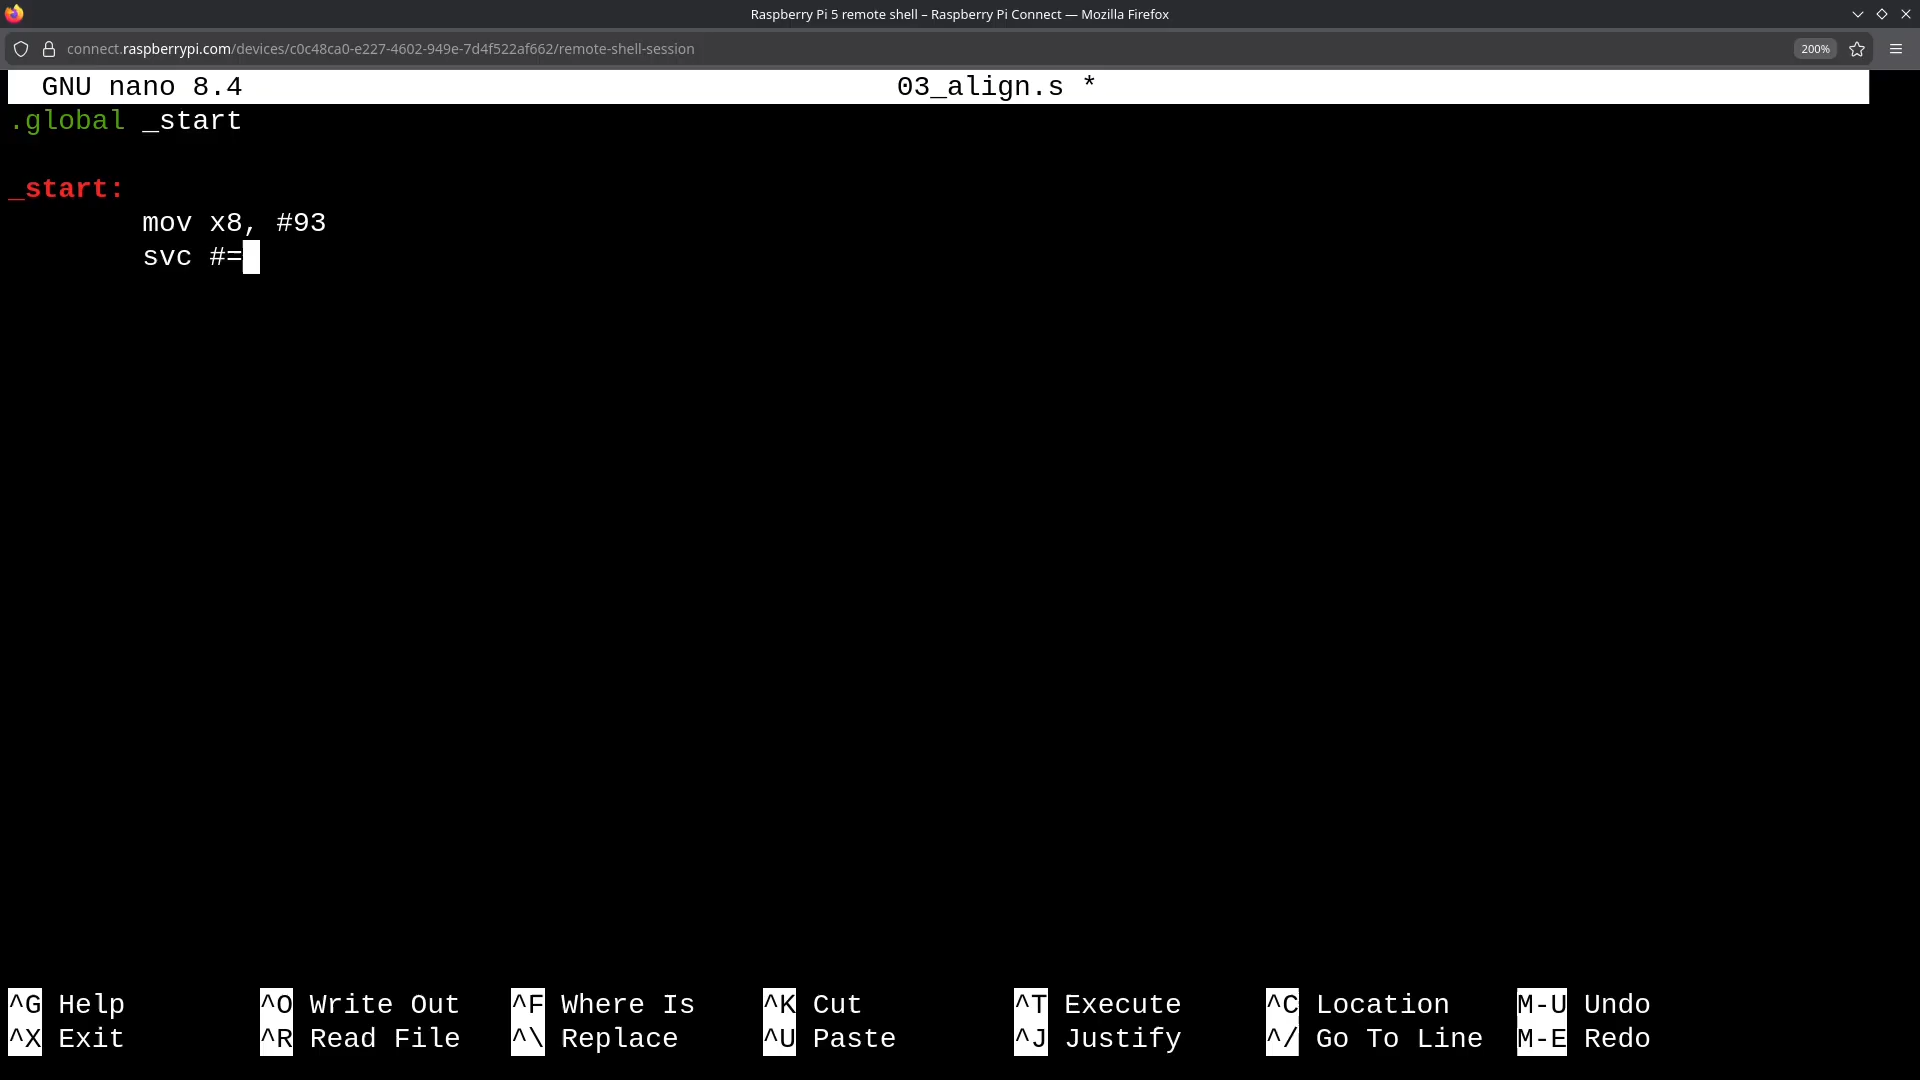 Raspberry Pi 5 remote shell – Raspberry Pi Connect — Mozilla Firefox
connect.raspberrypi.com/devices/c0c48ca0-e227-4602-949e-7d4f522af662/remote-shell-session 200%
GNU nano 8.4 03_align.s *
.global _start
_start:
mov x8, #93
svc #=
^G Help ^O Write Out ^F Where Is ^K Cut ^T Execute ^C Location M-U Undo
^X Exit ^R Read File ^\ Replace ^U Paste ^J Justify ^/ Go To Line M-E Redo